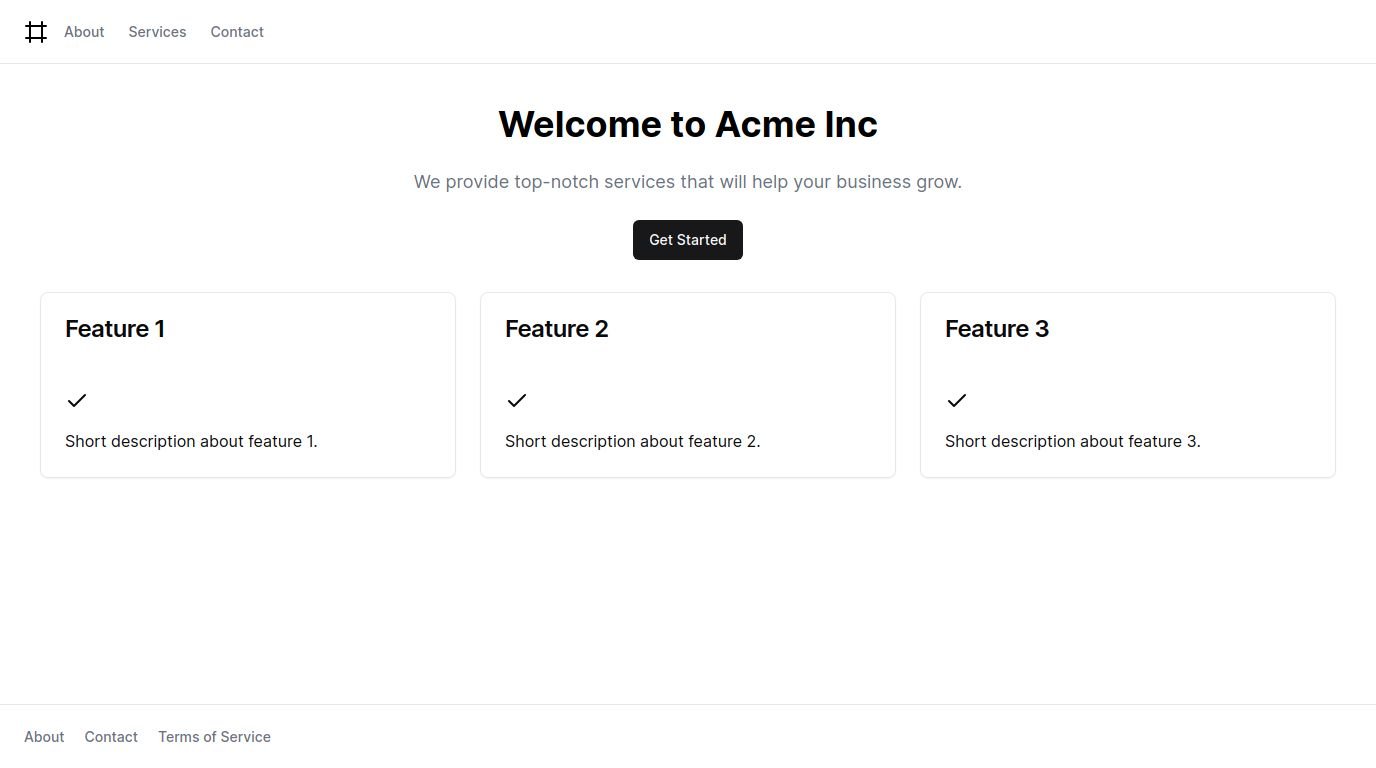 About Services Contact
Welcome to Acme Inc
We provide top-notch services that will help your business grow.
Get Started
Feature 1
Short description about feature 1.
Feature 2
Short description about feature 2.
Feature 3
Short description about feature 3.
About Contact Terms of Service